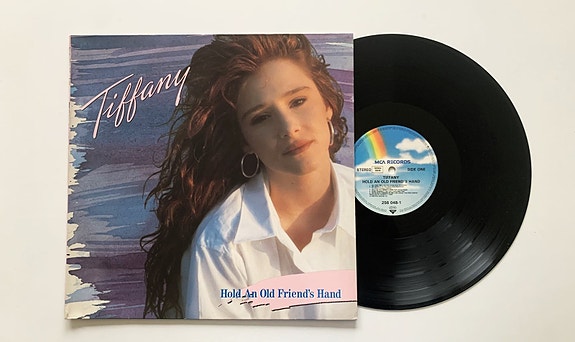 Tiffany
Hold An Old Friend's Hand
MCA RECORDS
STEREO
SIDE ONE
TIFFANY
HOLD AN OLD FRIEND'S HAND
256 048-1